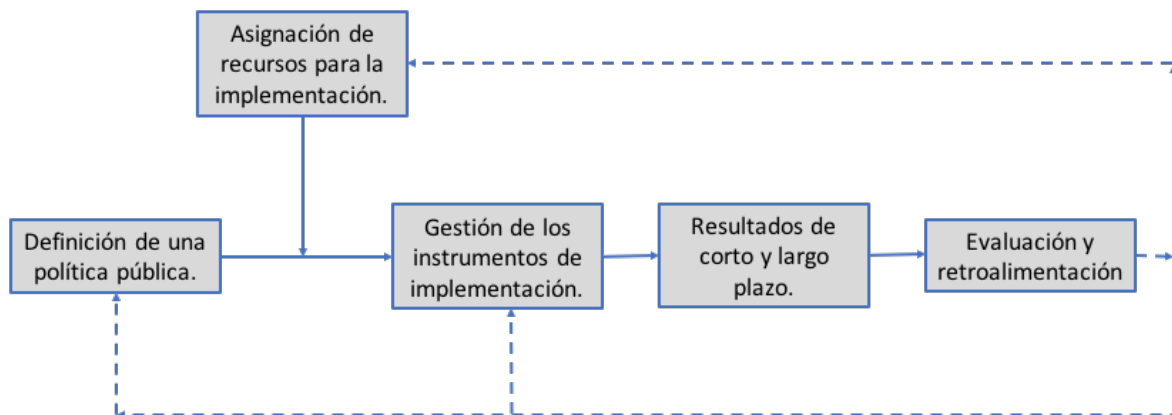 Asignación de
recursos para la
implementación.
Definición de una
política pública.
Gestión de los
instrumentos de
implementación.
Resultados de
corto y largo
plazo.
Evaluación y
retroalimentación